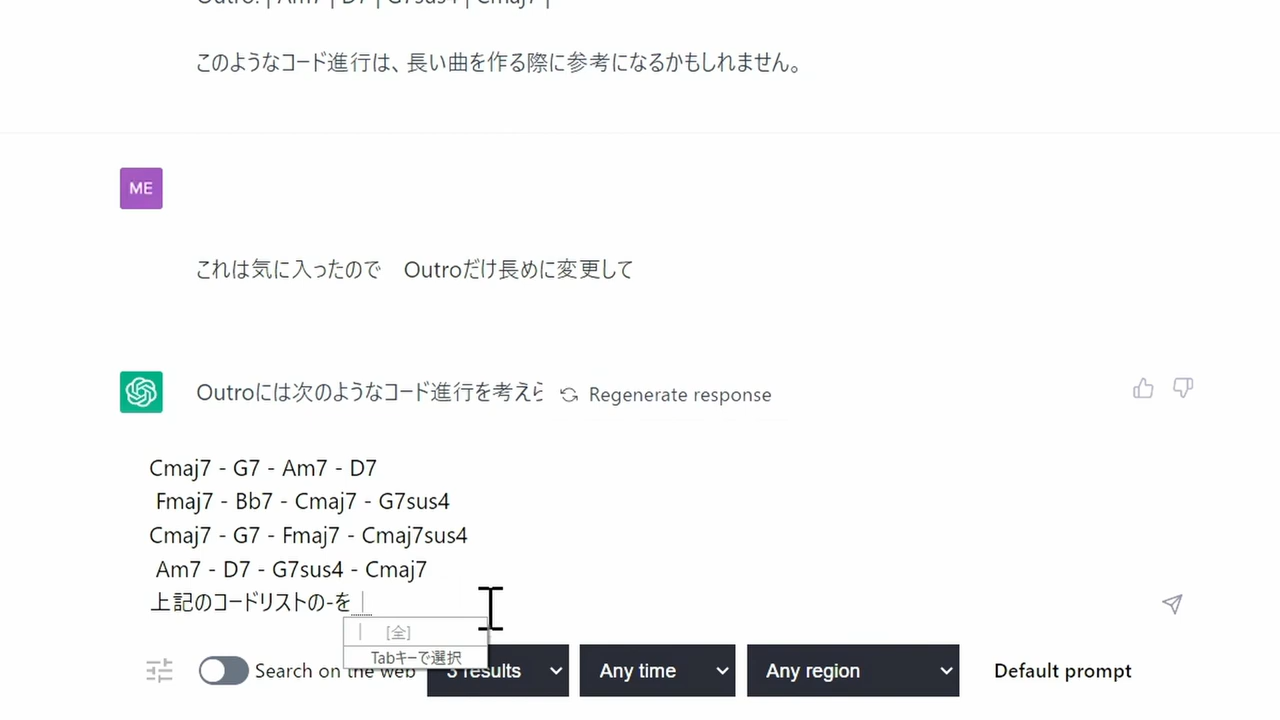 Outro: | Am7 | D7 | G7sus4 | Cmaj7 |
このようなコード進行は、長い曲を作る際に参考になるかもしれません。
ME
これは気に入ったので　Outroだけ長めに変更して
Outroには次のようなコード進行を考えら
Regenerate response
Cmaj7 - G7 - Am7 - D7
Fmaj7 - Bb7 - Cmaj7 - G7sus4
Cmaj7 - G7 - Fmaj7 - Cmaj7sus4
Am7 - D7 - G7sus4 - Cmaj7
上記のコードリストの-を
| [全]
Tabキーで選択
Search on the web 3 results Any time Any region Default prompt